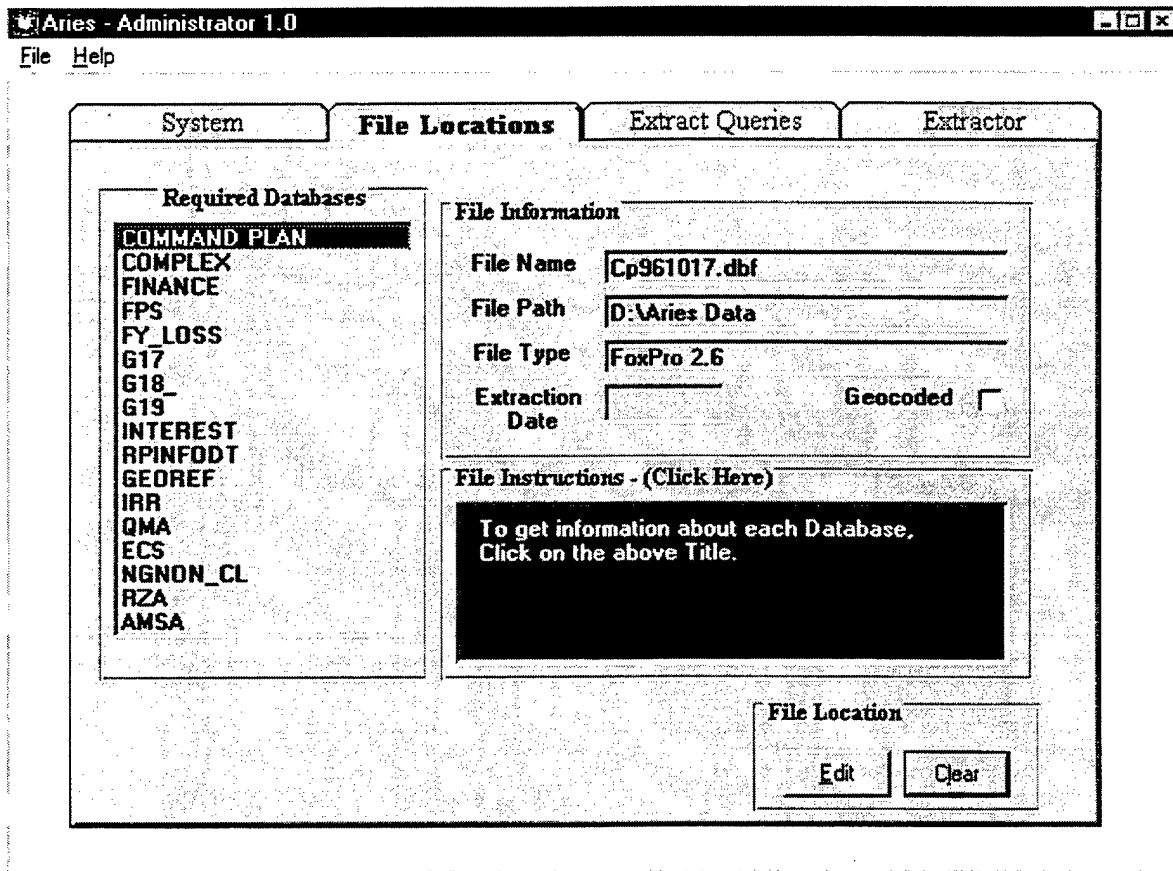 Aries - Administrator 1.0
File Help
System File Locations Extract Queries Extractor
Required Databases
COMMAND PLAN
COMPLEX
FINANCE
FPS
FY_LOSS
G17
G18_
G19
INTEREST
RPINFODT
GEOREF
IRR
QMA
ECS
NGNON_CL
RZA
AMSA
File Information
File Name Cp961017.dbf
File Path D:\Aries Data
File Type FoxPro 2.6
Extraction Date
Geocoded
File Instructions - (Click Here)
To get information about each Database,
Click on the above Title.
File Location
Edit Clear